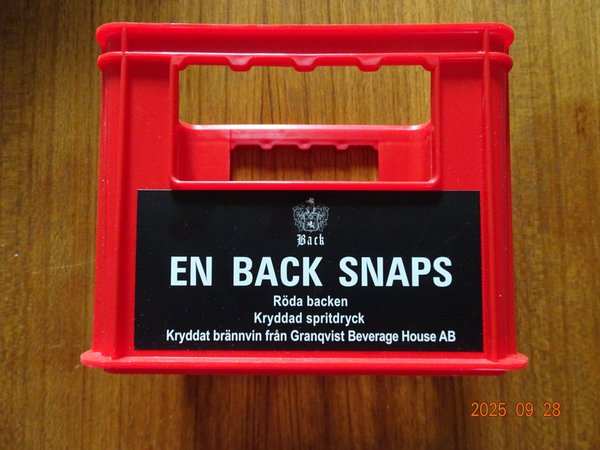 Back
EN BACK SNAPS
Röda backen
Kryddad spritdryck
Kryddat brännvin från Granqvist Beverage House AB
2025 09 28